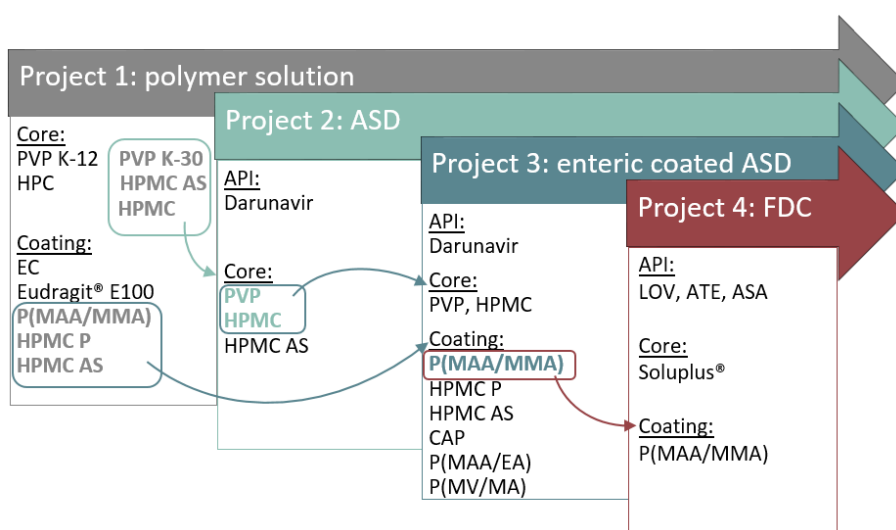 Project 1: polymer solution
Core:
PVP K-12
HPC
PVP K-30
HPMC AS
HPMC
Coating:
EC
Eudragit® E100
P(MAA/MMA)
HPMC P
HPMC AS
Project 2: ASD
API:
Darunavir
Core:
PVP
HPMC
HPMC AS
Project 3: enteric coated ASD
API:
Darunavir
Core:
PVP, HPMC
Coating:
P(MAA/MMA)
HPMC P
HPMC AS
CAP
P(MAA/EA)
P(MV/MA)
Project 4: FDC
API:
LOV, ATE, ASA
Core:
Soluplus®
Coating:
P(MAA/MMA)